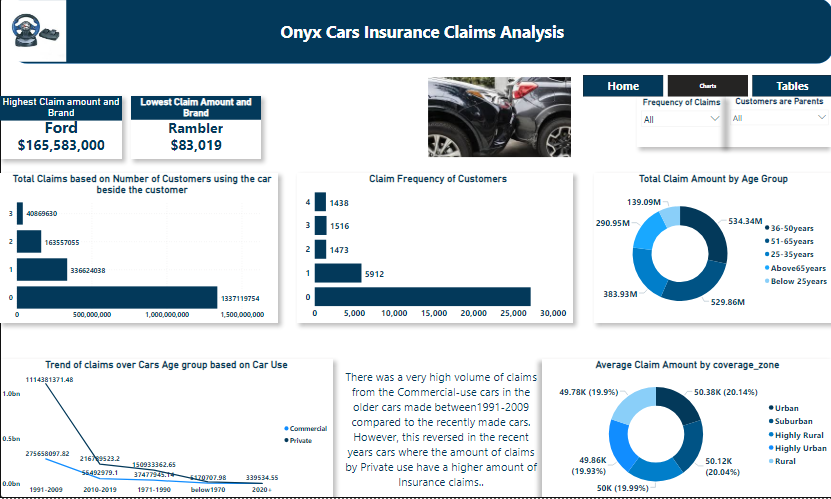 Onyx Cars Insurance Claims Analysis
Home
Charts
Tables
Highest Claim amount and
Brand
Ford
$165,583,000
Lowest Claim Amount and
Brand
Rambler
$83,019
Frequency of Claims
All
Customers are Parents
All
Total Claims based on Number of Customers using the car
beside the customer
3
40869630
2
163557055
1
336624038
0
1337119754
0
500,000,000
1,000,000,000
1,500,000,000
Claim Frequency of Customers
4
1438
3
1516
2
1473
1
5912
0
0
5,000
10,000
15,000
20,000
25,000
30,000
Total Claim Amount by Age Group
139.09M
290.95M
534.34M
383.93M
529.86M
36-50years
51-65years
25-35years
Above65years
Below 25years
Trend of claims over Cars Age group based on Car Use
1114381371.48
1.0bn
0.5bn
0.0bn
275658097.82
216789523.2
55492979.1
150933362.65
37477945.14
5170707.98
339534.55
1991-2009
2010-2019
1971-1990
below1970
2020+
Commercial
Private
There was a very high volume of claims
from the Commercial-use cars in the
older cars made between1991-2009
compared to the recently made cars.
However, this reversed in the recent
years cars where the amount of claims
by Private use have a higher amount of
Insurance claims..
Average Claim Amount by coverage_zone
49.78K (19.9%)
50.38K (20.14%)
49.86K
(19.93%)
50.12K
(20.04%)
50K (19.99%)
Urban
Suburban
Highly Rural
Highly Urban
Rural